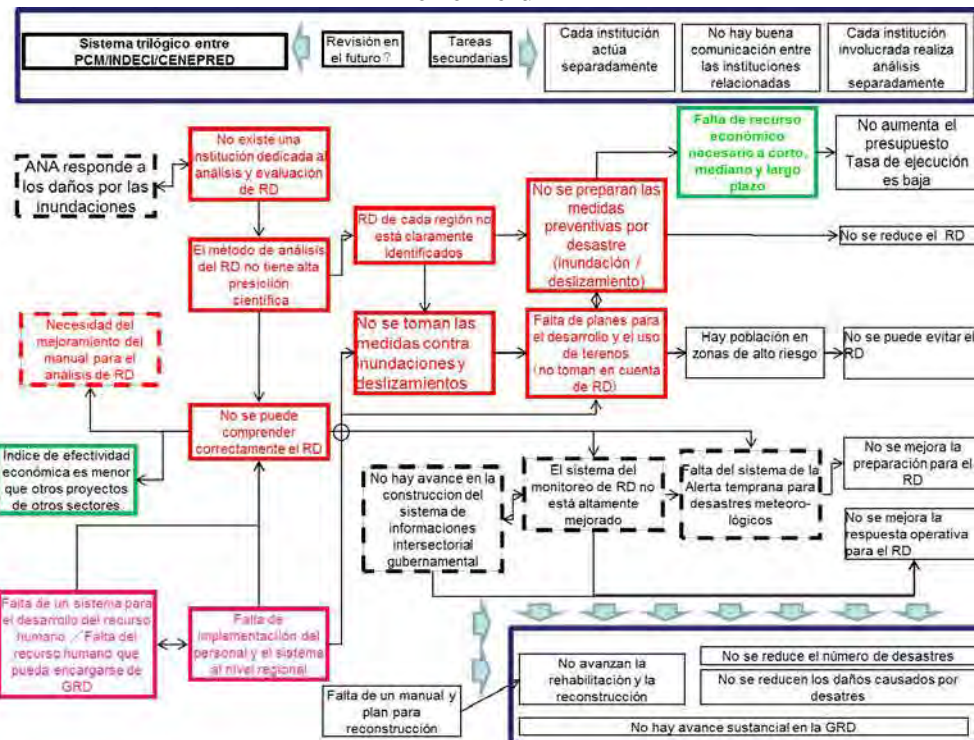 Sistema trilógico entre
PCM/INDECI/CENEPRED
Revisión en
el futuro?
Tareas
secundarias
Cada institución
actúa
separadamente
No hay buena
comunicación entre
las instituciones
relacionadas
Cada institución
involucrada realiza
análisis
separadamente
ANA responde a
los daños por las
inundaciones
No existe una
institución dedicada al
análisis y evaluación
de RD
Falta de recurso
económico
necesario a corto,
mediano y largo
plazo
No aumenta el
presupuesto
Tasa de ejecución
es baja
El método de análisis
del RD no tiene alta
presición
científica
RD de cada región no
está claramente
identificados
No se preparan las
medidas
preventivas por
desastre
(inundación /
deslizamiento)
No se reduce el RD
Necesidad del
mejoramiento del
manual para el
análisis de RD
No se toman las
medidas contra
inundaciones y
deslizamientos
Falta de planes para
el desarrollo y el uso
de terenos
(no toman en cuenta
de RD)
Hay población en
zonas de alto riesgo
No se puede evitar el
RD
No se puede
comprender
correctamente el RD
Indice de efectividad
económica es menor
que otros proyectos
de otros sectores
No hay avance en la
construccion del
sistema de
informaciones
intersectorial
gubernamental
El sistema del
monitoreo de RD no
está altamente
mejorado
Falta del sistema de la
Alerta temprana para
desastres meteoro-
lógicos
No se mejora la
preparación para el
RD
No se mejora la
respuesta operativa
para el RD
Falta de un sistema para
el desarrollo del recurso
humano／Falta del
recurso humano que
pueda encargarse de
GRD
Falta de
implementación del
personal y el sistema
al nivel regional
Falta de un manual y
plan para
reconstrucción
No avanzan la
rehabilitación y la
reconstrucción
No se reduce el número de desastres
No se reducen los daños causados por
desatres
No hay avance sustancial en la GRD